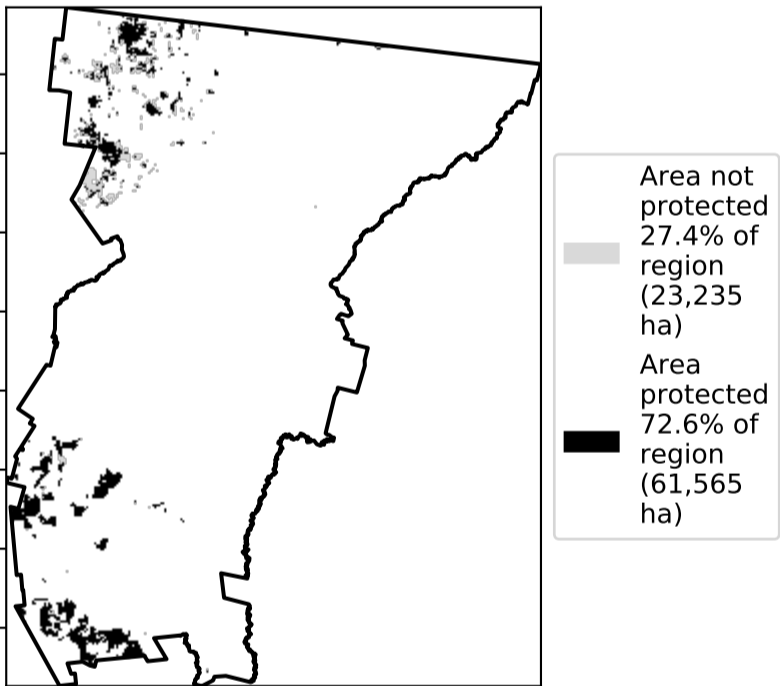 Area not
protected
27.4% of
region
(23,235
ha)
Area
protected
72.6% of
region
(61,565
ha)